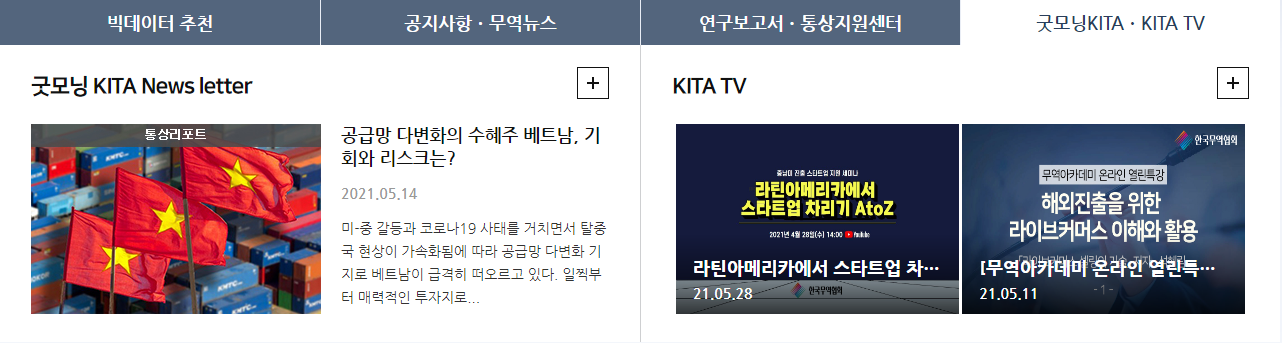 빅데이터 추천
공지사항 · 무역뉴스
연구보고서 · 통상지원센터
굿모닝KITA · KITA TV
굿모닝 KITA News letter
+
통상리포트
공급망 다변화의 수혜주 베트남, 기
회와 리스크는?
2021.05.14
미-중 갈등과 코로나19 사태를 거치면서 탈중
국 현상이 가속화됨에 따라 공급망 다변화 기
지로 베트남이 급격히 떠오르고 있다. 일찍부
터 매력적인 투자지로...
KITA TV
+
중남미 진출 스타트업 지원 세미나
라틴아메리카에서
스타트업 차리기 AtoZ
2021년 4월 28일(수) 14:00 YouTube
라틴아메리카에서 스타트업 차···
21.05.28
한국무역협회
한국무역협회
무역아카데미 온라인 열린특강
해외진출을 위한
라이브커머스 이해와 활용
[무역아카데미 온라인 열린특···
21.05.11
- 1 -